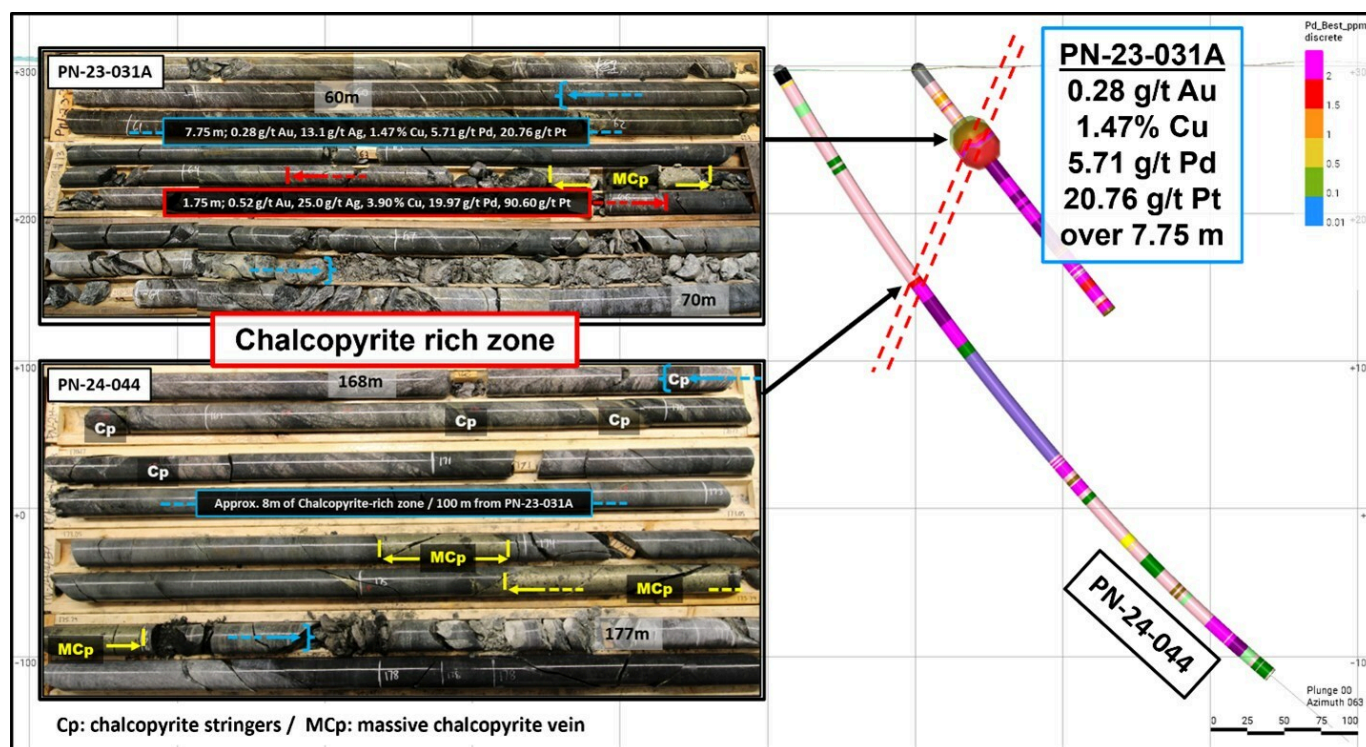 PN-23-031A
60m
7.75 m; 0.28 g/t Au, 13.1 g/t Ag, 1.47 % Cu, 5.71 g/t Pd, 20.76 g/t Pt
MCp
1.75 m; 0.52 g/t Au, 25.0 g/t Ag, 3.90 % Cu, 19.97 g/t Pd, 90.60 g/t Pt
70m
Chalcopyrite rich zone
PN-24-044
168m
Cp
Cp
Cp
Cp
Cp
171
Approx. 8m of Chalcopyrite-rich zone / 100 m from PN-23-031A
MCp
MCp
MCp
177m
178
178
178
Cp: chalcopyrite stringers / MCp: massive chalcopyrite vein
+300
+200
+100
+0
-100
PN-23-031A
0.28 g/t Au
1.47% Cu
5.71 g/t Pd
20.76 g/t Pt
over 7.75 m
Pd_Best_ppm
discrete
2
1.5
1
0.5
0.1
0.01
PN-24-044
Plunge 00
Azimuth 063
0 25 50 75 100